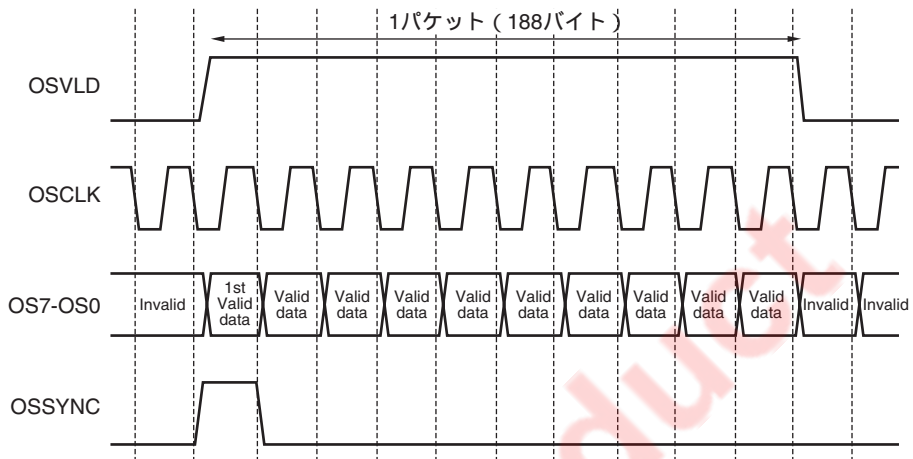 1パケット（188バイト）
OSVLD
OSCLK
OS7-OS0
Invalid
1st
Valid
data
Valid
data
Valid
data
Valid
data
Valid
data
Valid
data
Valid
data
Valid
data
Valid
data
Valid
data
Invalid
Invalid
OSSYNC
duct